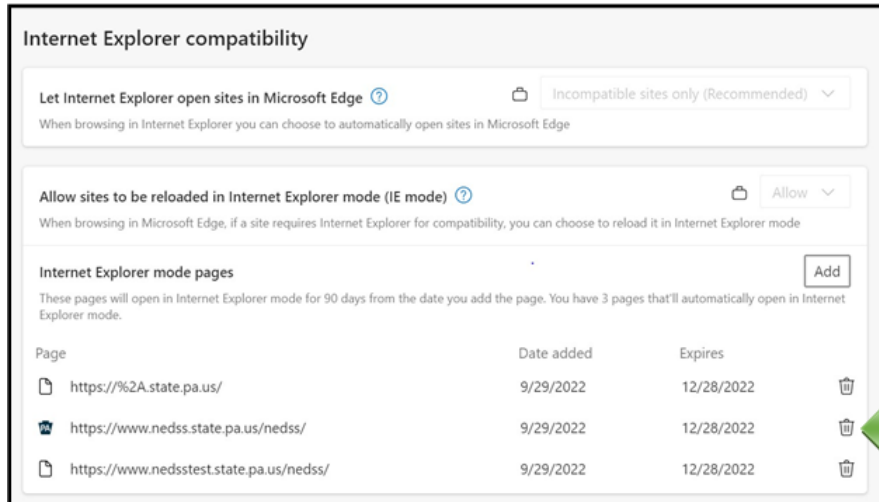 Internet Explorer compatibility
Let Internet Explorer open sites in Microsoft Edge ?
Incompatible sites only (Recommended)
When browsing in Internet Explorer you can choose to automatically open sites in Microsoft Edge
Allow sites to be reloaded in Internet Explorer mode (IE mode) ?
Allow
When browsing in Microsoft Edge, if a site requires Internet Explorer for compatibility, you can choose to reload it in Internet Explorer mode
Internet Explorer mode pages
Add
These pages will open in Internet Explorer mode for 90 days from the date you add the page. You have 3 pages that'll automatically open in Internet
Explorer mode.
Page Date added Expires
https://%2A.state.pa.us/ 9/29/2022 12/28/2022
PA https://www.nedss.state.pa.us/nedss/ 9/29/2022 12/28/2022
https://www.nedsstest.state.pa.us/nedss/ 9/29/2022 12/28/2022